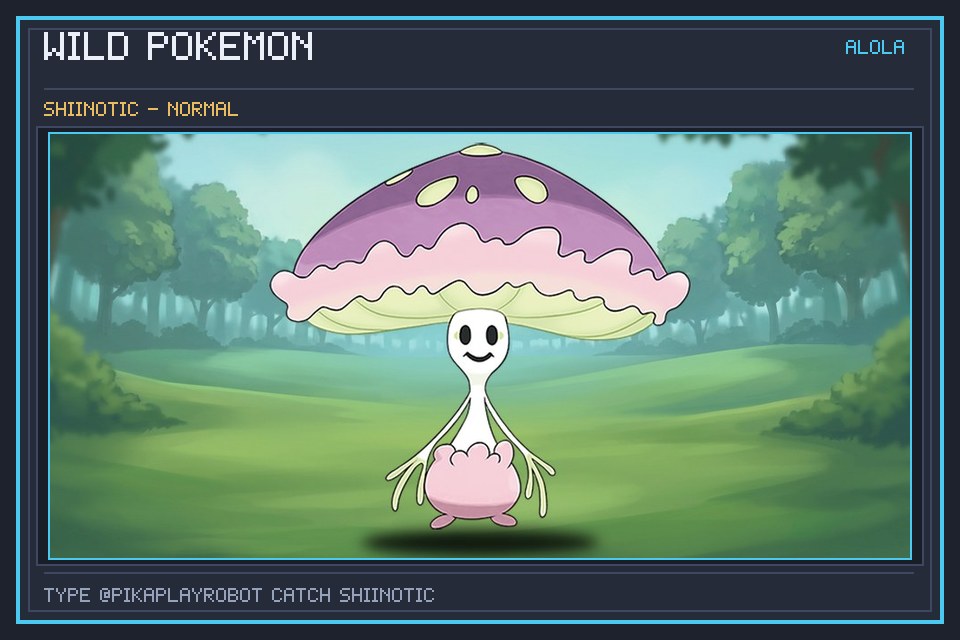 WILD POKEMON
ALOLA
SHIINOTIC - NORMAL
TYPE @PIKAPLAYROBOT CATCH SHIINOTIC